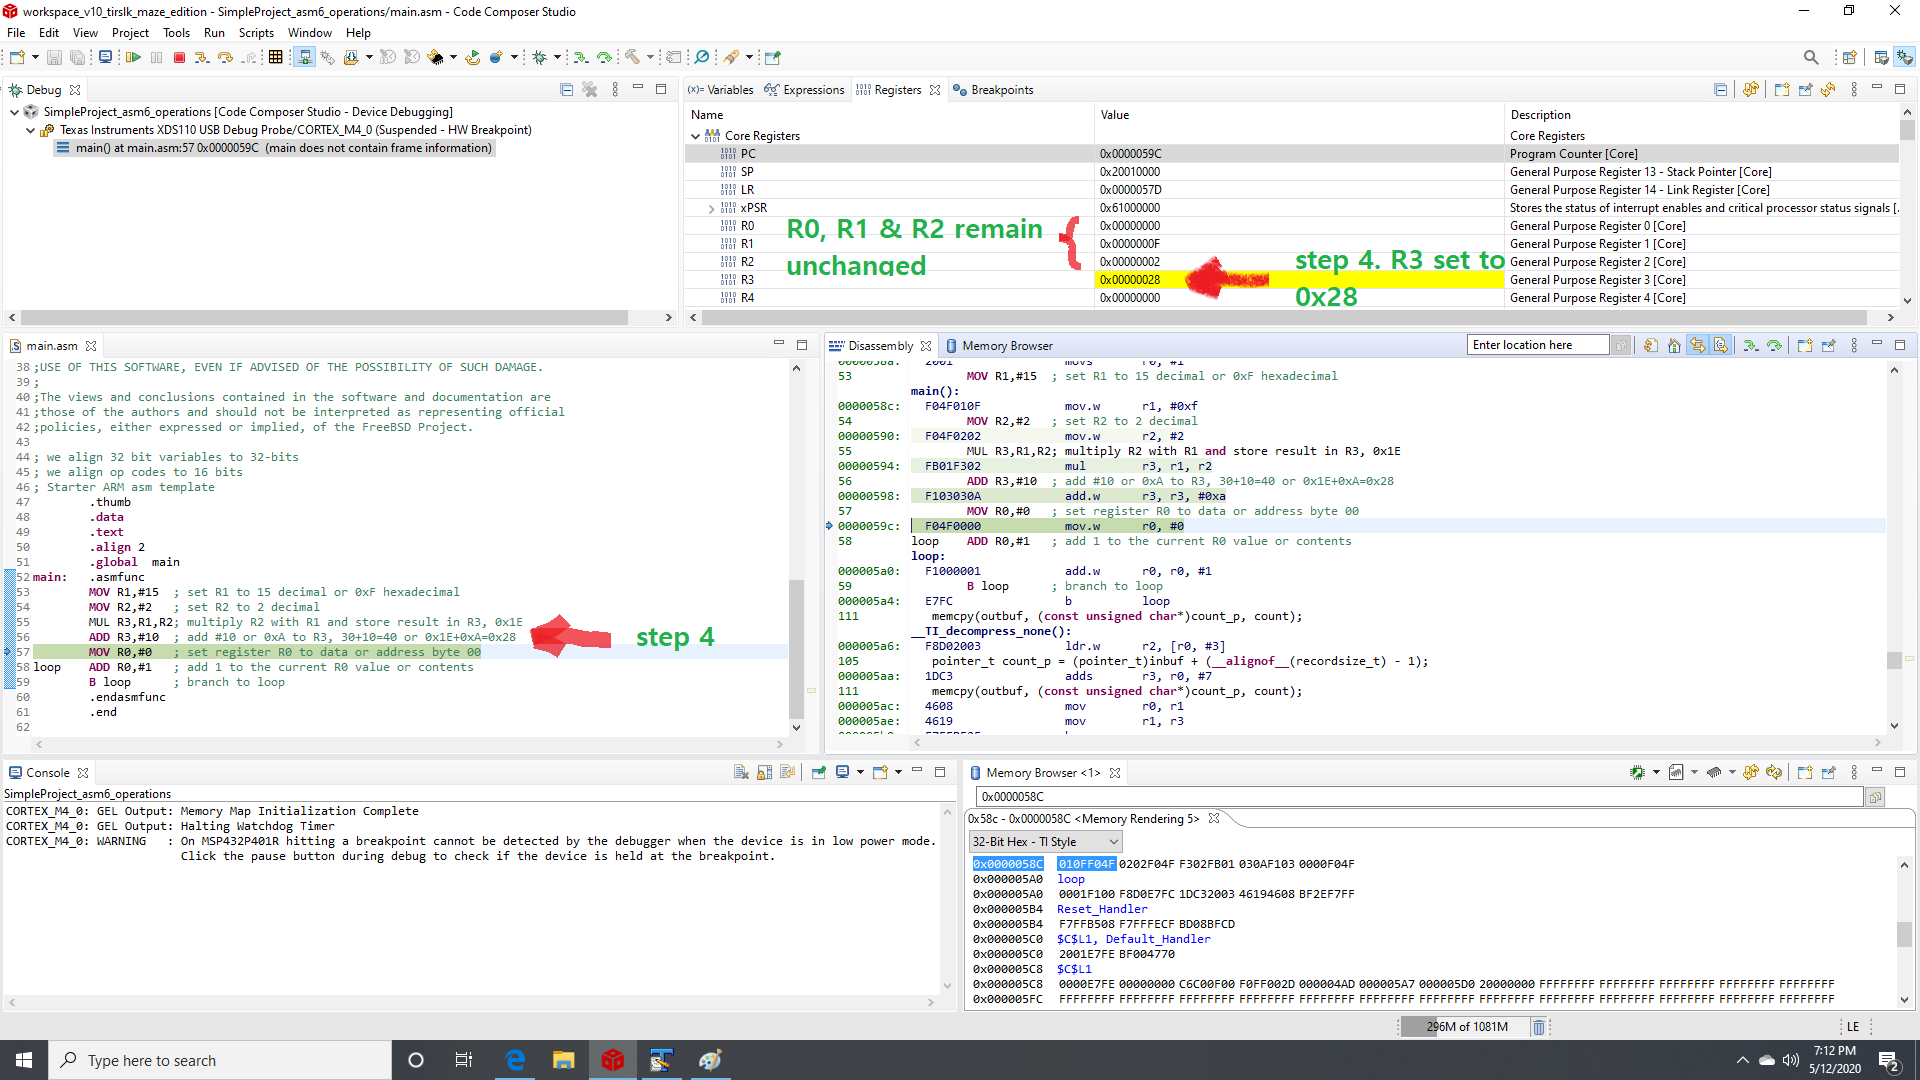 workspace_v10_tirslk_maze_edition - SimpleProject_asm6_operations/main.asm - Code Composer Studio
File Edit View Project Tools Run Scripts Window Help
Debug
SimpleProject_asm6_operations [Code Composer Studio - Device Debugging]
Texas Instruments XDS110 USB Debug Probe/CORTEX_M4_0 (Suspended - HW Breakpoint)
main() at main.asm:57 0x0000059C (main does not contain frame information)
(x)= Variables Expressions Registers Breakpoints
Name Value Description
Core Registers Core Registers
PC 0x0000059C Program Counter [Core]
SP 0x20010000 General Purpose Register 13 - Stack Pointer [Core]
LR 0x0000057D General Purpose Register 14 - Link Register [Core]
xPSR 0x61000000 Stores the status of interrupt enables and critical processor status signals [.
R0 0x00000000 General Purpose Register 0 [Core]
R1 0x0000000F General Purpose Register 1 [Core]
R2 0x00000002 General Purpose Register 2 [Core]
R3 0x00000028 General Purpose Register 3 [Core]
R4 0x00000000 General Purpose Register 4 [Core]
R0, R1 & R2 remain
unchanged
step 4. R3 set to
0x28
main.asm
38 ;USE OF THIS SOFTWARE, EVEN IF ADVISED OF THE POSSIBILITY OF SUCH DAMAGE.
39 ;
40 ;The views and conclusions contained in the software and documentation are
41 ;those of the authors and should not be interpreted as representing official
42 ;policies, either expressed or implied, of the FreeBSD Project.
43
44 ; we align 32 bit variables to 32-bits
45 ; we align op codes to 16 bits
46 ; Starter ARM asm template
47 .thumb
48 .data
49 .text
50 .align 2
51 .global main
52 main: .asmfunc
53 MOV R1,#15 ; set R1 to 15 decimal or 0xF hexadecimal
54 MOV R2,#2 ; set R2 to 2 decimal
55 MUL R3,R1,R2; multiply R2 with R1 and store result in R3, 0x1E
56 ADD R3,#10 ; add #10 or 0xA to R3, 30+10=40 or 0x1E+0xA=0x28
57 MOV R0,#0 ; set register R0 to data or address byte 00
58 loop ADD R0,#1 ; add 1 to the current R0 value or contents
59 B loop ; branch to loop
60 .endasmfunc
61 .end
62
step 4
Disassembly Memory Browser Enter location here
0000058a: 2001 movs r0, #1
53 MOV R1,#15 ; set R1 to 15 decimal or 0xF hexadecimal
main():
0000058c: F04F010F mov.w r1, #0xf
54 MOV R2,#2 ; set R2 to 2 decimal
00000590: F04F0202 mov.w r2, #2
55 MUL R3,R1,R2; multiply R2 with R1 and store result in R3, 0x1E
00000594: FB01F302 mul r3, r1, r2
56 ADD R3,#10 ; add #10 or 0xA to R3, 30+10=40 or 0x1E+0xA=0x28
00000598: F103030A add.w r3, r3, #0xa
57 MOV R0,#0 ; set register R0 to data or address byte 00
0000059c: F04F0000 mov.w r0, #0
58 loop ADD R0,#1 ; add 1 to the current R0 value or contents
loop:
000005a0: F1000001 add.w r0, r0, #1
59 B loop ; branch to loop
000005a4: E7FC b loop
111 memcpy(outbuf, (const unsigned char*)count_p, count);
__TI_decompress_none():
000005a6: F8D02003 ldr.w r2, [r0, #3]
105 pointer_t count_p = (pointer_t)inbuf + (__alignof__(recordsize_t) - 1);
000005aa: 1DC3 adds r3, r0, #7
111 memcpy(outbuf, (const unsigned char*)count_p, count);
000005ac: 4608 mov r0, r1
000005ae: 4619 mov r1, r3
Console
SimpleProject_asm6_operations
CORTEX_M4_0: GEL Output: Memory Map Initialization Complete
CORTEX_M4_0: GEL Output: Halting Watchdog Timer
CORTEX_M4_0: WARNING : On MSP432P401R hitting a breakpoint cannot be detected by the debugger when the device is in low power mode.
Click the pause button during debug to check if the device is held at the breakpoint.
Memory Browser <1>
0x0000058C
0x58c - 0x0000058C <Memory Rendering 5>
32-Bit Hex - TI Style
0x0000058C 010FF04F 0202F04F F302FB01 030AF103 0000F04F
0x000005A0 loop
0x000005A0 0001F100 F8D0E7FC 1DC32003 46194608 BF2EF7FF
0x000005B4 Reset_Handler
0x000005B4 F7FFB508 F7FFFECF BD08BFCD
0x000005C0 $C$L1, Default_Handler
0x000005C0 2001E7FE BF004770
0x000005C8 $C$L1
0x000005C8 0000E7FE 00000000 C6C00F00 F0FF002D 000004AD 000005A7 000005D0 20000000 FFFFFFFF FFFFFFFF FFFFFFFF FFFFFFFF FFFFFFFF
0x000005FC FFFFFFFF FFFFFFFF FFFFFFFF FFFFFFFF FFFFFFFF FFFFFFFF FFFFFFFF FFFFFFFF FFFFFFFF FFFFFFFF FFFFFFFF FFFFFFFF FFFFFFFF
296M of 1081M LE
Type here to search
7:12 PM
5/12/2020
2